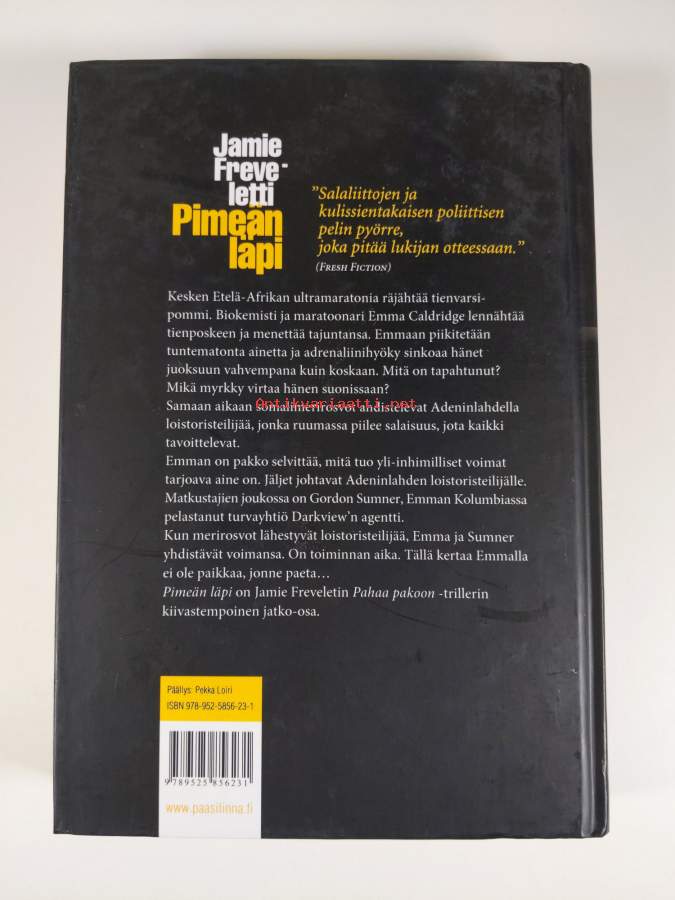 Jamie
Freve-
letti
Pimeän
läpi
”Salaliittojen ja
kulissientakaisen poliittisen
pelin pyörre,
joka pitää lukijan otteessaan.”
(Fresh Fiction)
Kesken Etelä-Afrikan ultramaratonia räjähtää tienvarsi-
pommi. Biokemisti ja maratoonari Emma Caldridge lennähtää
tienposkeen ja menettää tajuntansa. Emmaan piikitetään
tuntematonta ainetta ja adrenaliinihyöky sinkoaa hänet
juoksuun vahvempana kuin koskaan. Mitä on tapahtunut?
Mikä myrkky virtaa hänen suonissaan?
Antikvariaatti.net
Samaan aikaan somalimerirosvot ahdistelevat Adeninlahdella
loistoristeilijää, jonka ruumassa piilee salaisuus, jota kaikki
tavoittelevat.
Emman on pakko selvittää, mitä tuo yli-inhimilliset voimat
tarjoava aine on. Jäljet johtavat Adeninlahden loistoristeilijälle.
Matkustajien joukossa on Gordon Sumner, Emman Kolumbiassa
pelastanut turvayhtiö Darkview’n agentti.
Kun merirosvot lähestyvät loistoristeilijää, Emma ja Sumner
yhdistävät voimansa. On toiminnan aika. Tällä kertaa Emmalla
ei ole paikkaa, jonne paeta…
Pimeän läpi on Jamie Freveletin Pahaa pakoon -trillerin
kiivastempoinen jatko-osa.
Päällys: Pekka Loiri
ISBN 978-952-5856-23-1
9 789525 856231
www.paasilinna.fi